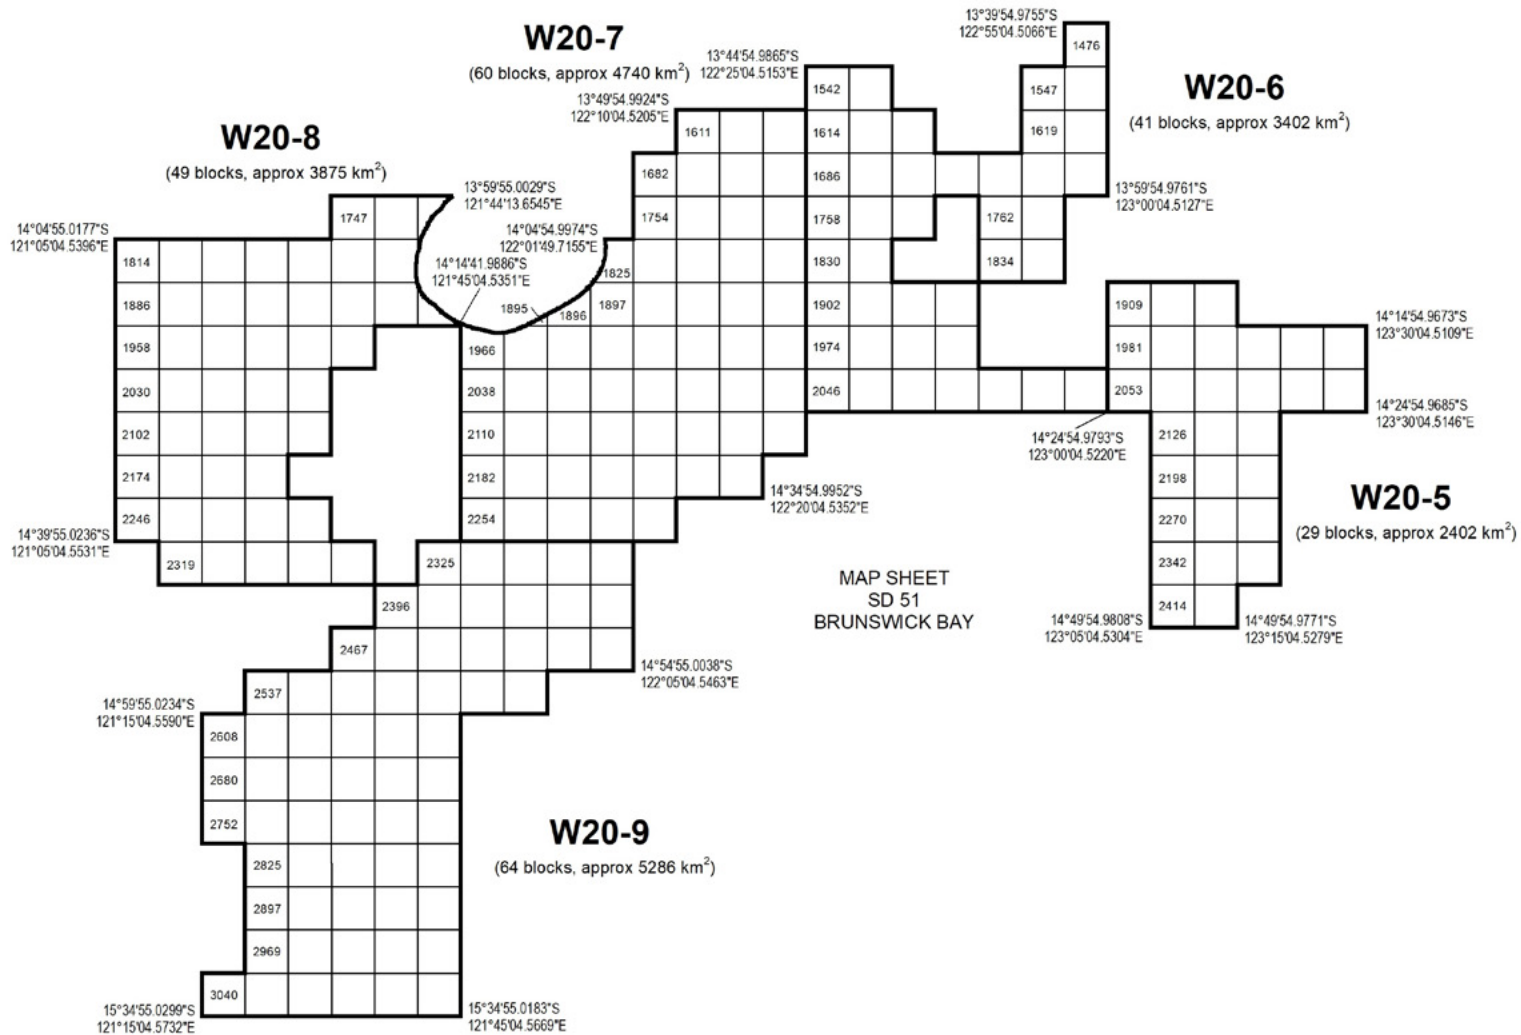 13°39'54.9755"S
122°55'04.5066"E
W20-7
(60 blocks, approx 4740 km²)
13°44'54.9865"S
122°25'04.5153"E
1476
W20-6
(41 blocks, approx 3402 km²)
1542
1547
13°49'54.9924"S
122°10'04.5205"E
W20-8
(49 blocks, approx 3875 km²)
1611
1614
1619
1682
1686
13°59'55.0029"S
121°44'13.6545"E
13°59'54.9761"S
123°00'04.5127"E
1747
1754
1758
1762
14°04'55.0177"S
121°05'04.5396"E
14°04'54.9974"S
122°01'49.7155"E
14°14'41.9886"S
121°45'04.5351"E
1814
1825
1830
1834
1886
1895
1896
1897
1902
1909
14°14'54.9673"S
123°30'04.5109"E
1958
1966
1974
1981
2030
2038
2046
2053
14°24'54.9685"S
123°30'04.5146"E
14°24'54.9793"S
123°00'04.5220"E
2102
2110
2126
2174
2182
2198
14°34'54.9952"S
122°20'04.5352"E
W20-5
(29 blocks, approx 2402 km²)
2246
2254
2270
14°39'55.0236"S
121°05'04.5531"E
2319
2325
2342
MAP SHEET
SD 51
BRUNSWICK BAY
2396
2414
14°49'54.9808"S
123°05'04.5304"E
14°49'54.9771"S
123°15'04.5279"E
2467
14°54'55.0038"S
122°05'04.5463"E
2537
14°59'55.0234"S
121°15'04.5590"E
2608
2680
2752
W20-9
(64 blocks, approx 5286 km²)
2825
2897
2969
3040
15°34'55.0299"S
121°15'04.5732"E
15°34'55.0183"S
121°45'04.5669"E